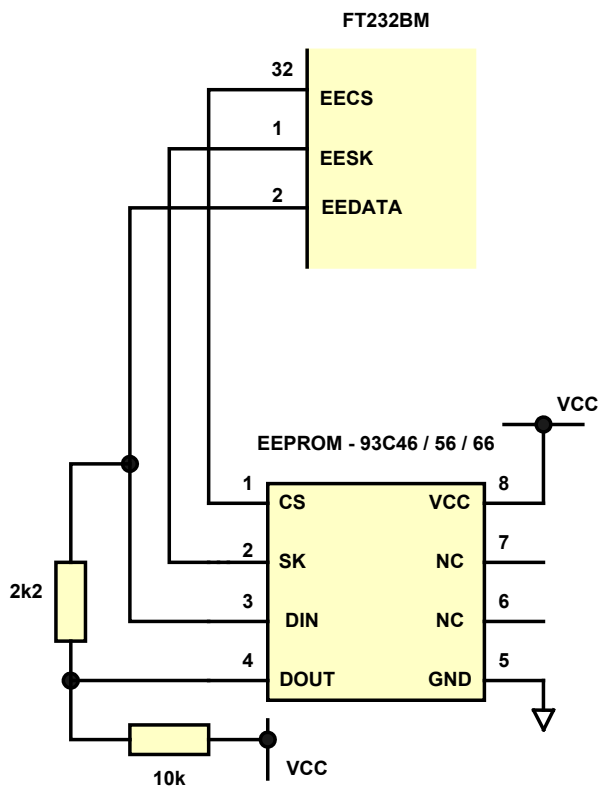 FT232BM
32
EECS
1
EESK
2
EEDATA
VCC
EEPROM - 93C46 / 56 / 66
1
CS
VCC
8
2
SK
NC
7
2k2
3
DIN
NC
6
4
DOUT
GND
5
VCC
10k